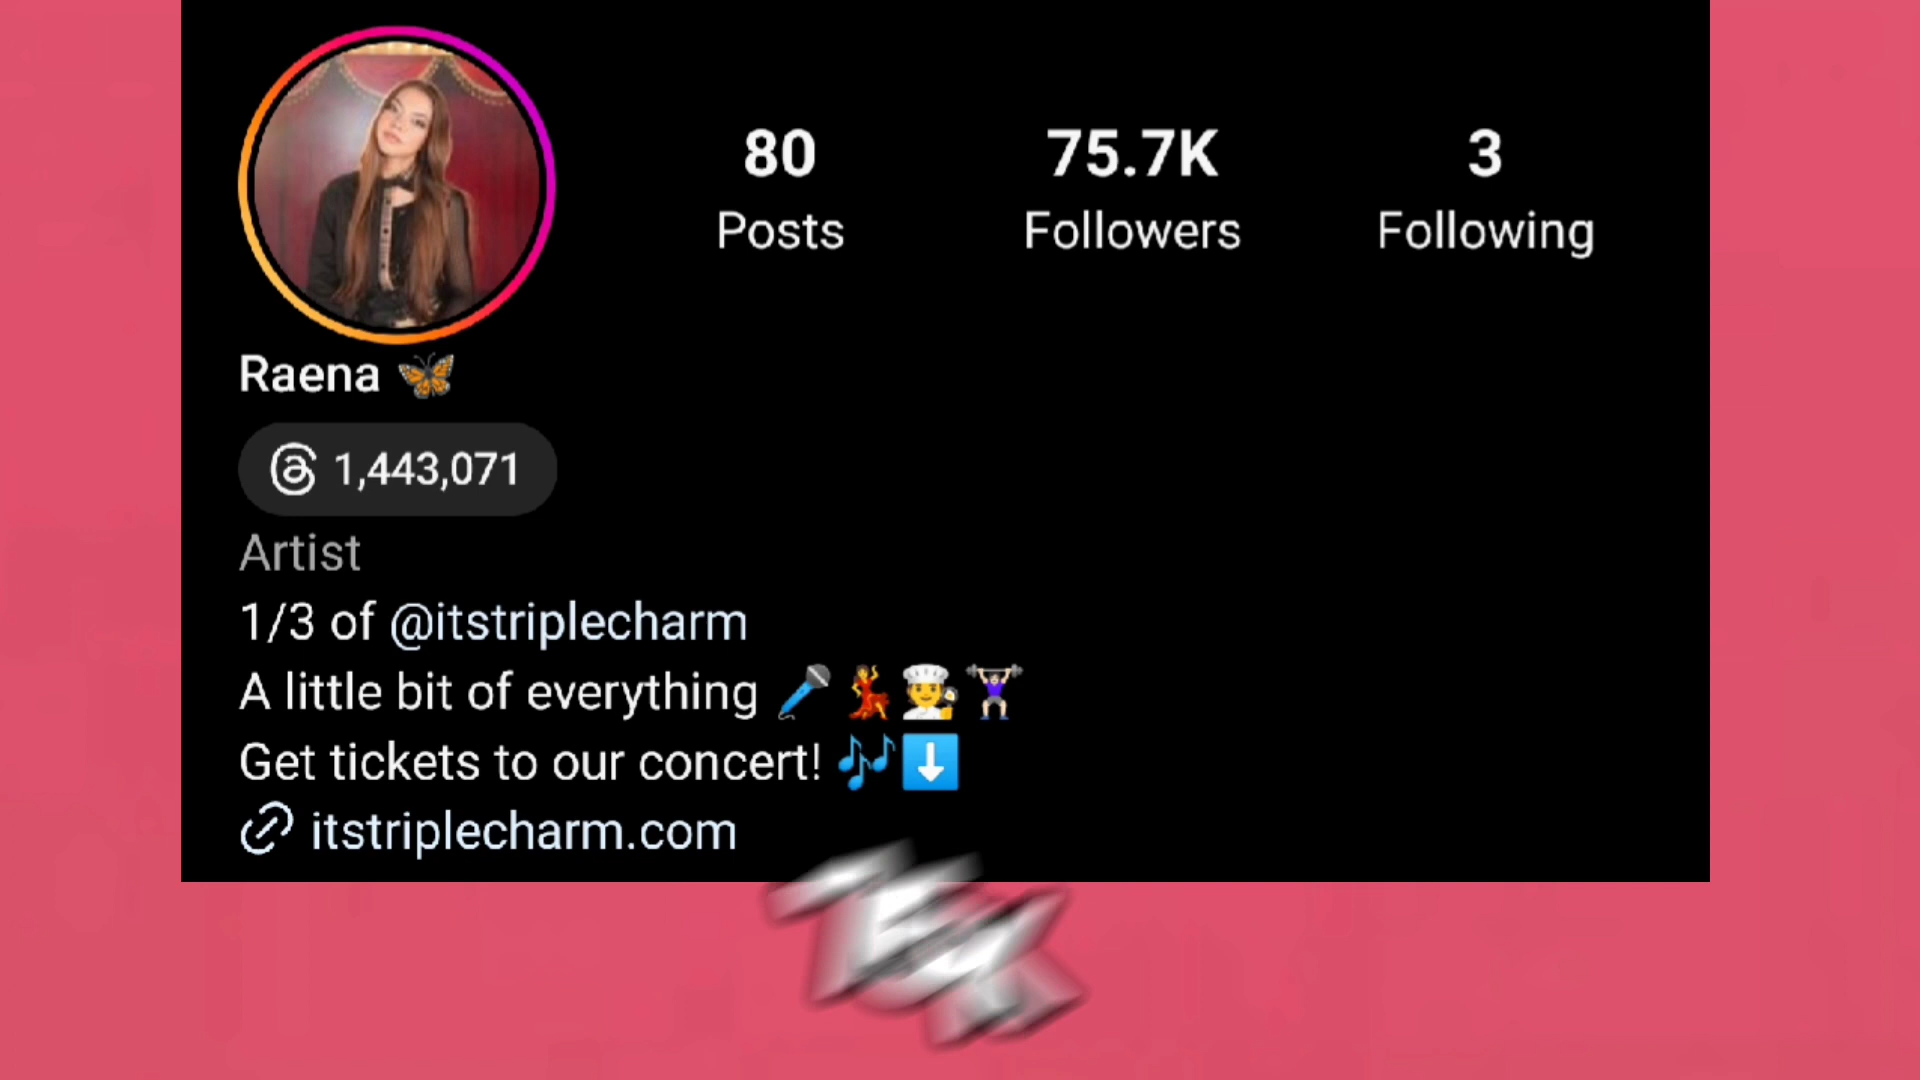 80
Posts
75.7K
Followers
3
Following
Raena 🦋
1,443,071
Artist
1/3 of @itstriplecharm
A little bit of everything 🎤💃🧑‍🍳🏋🏻‍♀️
Get tickets to our concert! 🎶⬇️
itstriplecharm.com